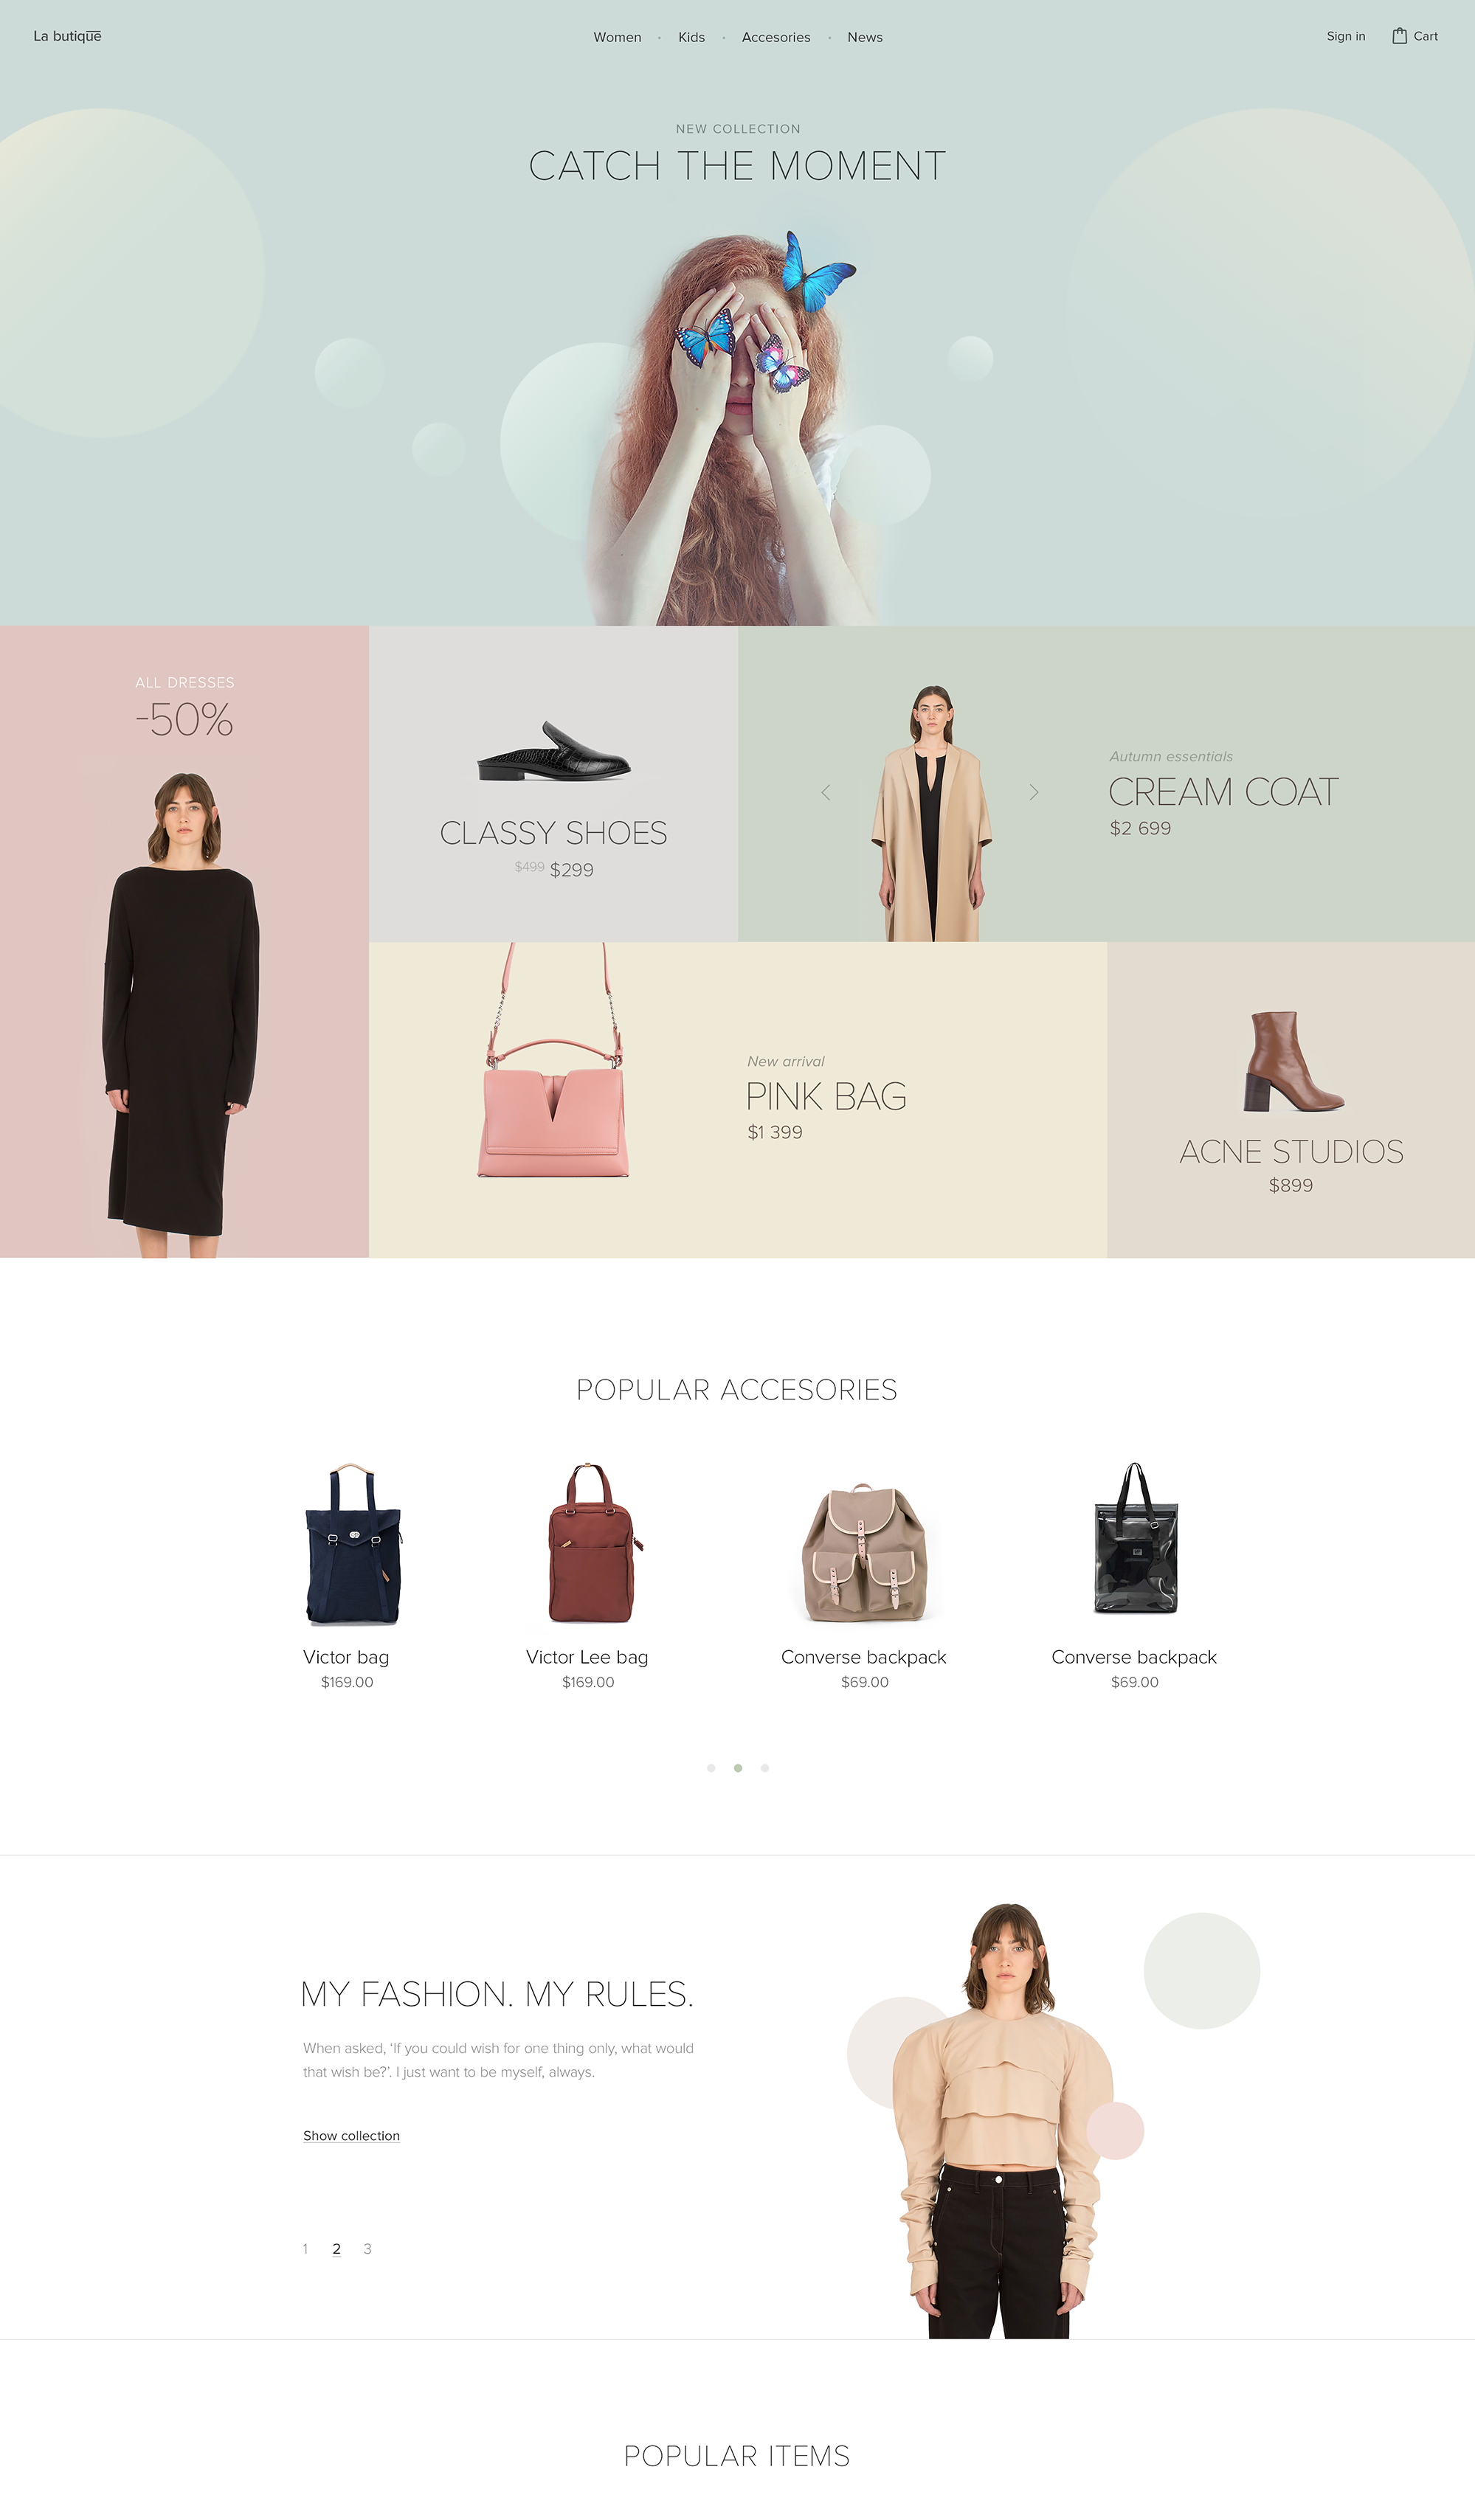 La butique
Women • Kids • Accesories • News
Sign in
Cart
NEW COLLECTION
CATCH THE MOMENT
ALL DRESSES
-50%
CLASSY SHOES
$499 $299
Autumn essentials
CREAM COAT
$2 699
New arrival
PINK BAG
$1 399
ACNE STUDIOS
$899
POPULAR ACCESORIES
Victor bag
$169.00
Victor Lee bag
$169.00
Converse backpack
$69.00
Converse backpack
$69.00
MY FASHION. MY RULES.
When asked, ‘If you could wish for one thing only, what would
that wish be?’. I just want to be myself, always.
Show collection
1 2 3
POPULAR ITEMS